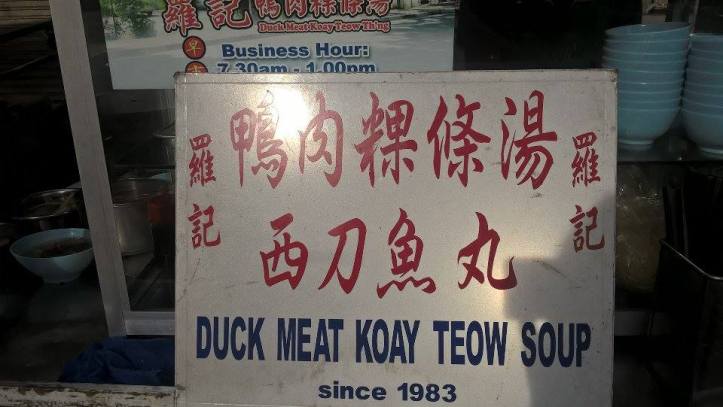 羅記鴨肉粿條湯
Duck Meat Koay Teow Th'ng
早 Business Hour:
7.30am - 1.00pm
鴨肉粿條湯
羅記
羅記
西刀魚丸
DUCK MEAT KOAY TEOW SOUP
since 1983